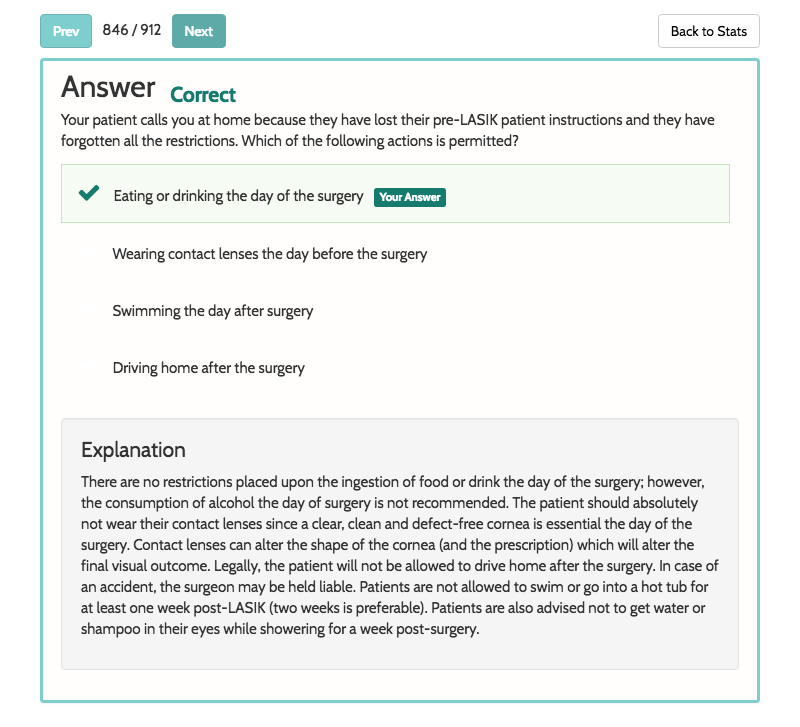 Prev 846 / 912 Next Back to Stats
Answer Correct
Your patient calls you at home because they have lost their pre-LASIK patient instructions and they have
forgotten all the restrictions. Which of the following actions is permitted?
Eating or drinking the day of the surgery Your Answer
Wearing contact lenses the day before the surgery
Swimming the day after surgery
Driving home after the surgery
Explanation
There are no restrictions placed upon the ingestion of food or drink the day of the surgery; however,
the consumption of alcohol the day of surgery is not recommended. The patient should absolutely
not wear their contact lenses since a clear, clean and defect-free cornea is essential the day of the
surgery. Contact lenses can alter the shape of the cornea (and the prescription) which will alter the
final visual outcome. Legally, the patient will not be allowed to drive home after the surgery. In case of
an accident, the surgeon may be held liable. Patients are not allowed to swim or go into a hot tub for
at least one week post-LASIK (two weeks is preferable). Patients are also advised not to get water or
shampoo in their eyes while showering for a week post-surgery.